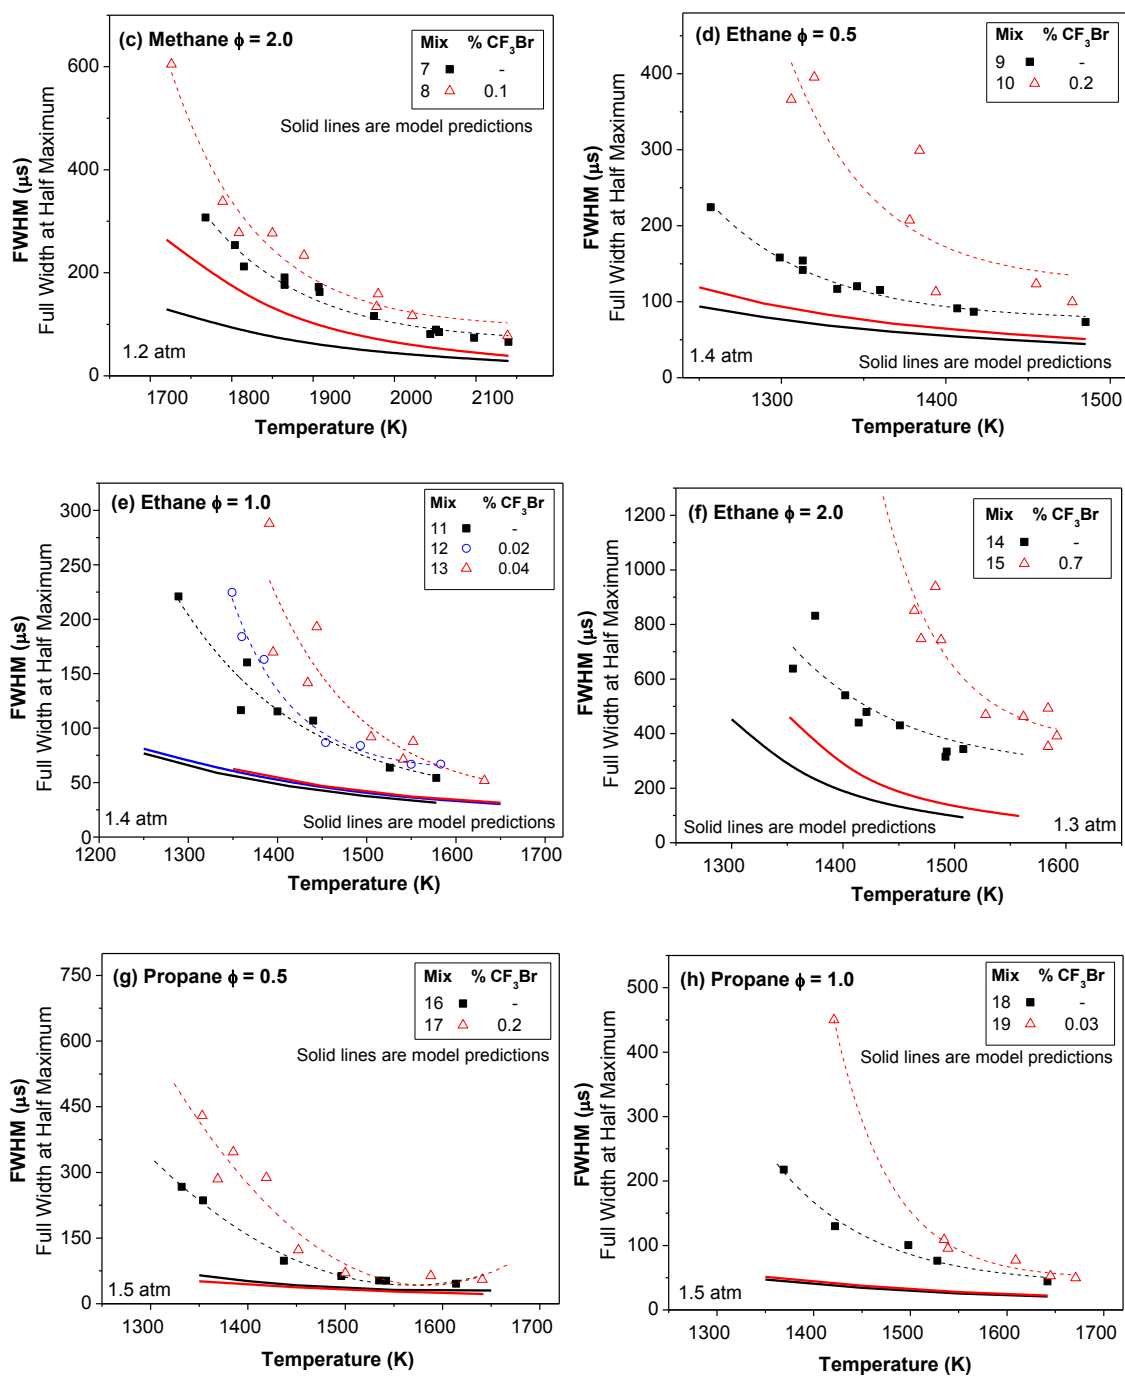 (c) Methane ϕ = 2.0
Mix % CF3Br
7 -
8 0.1
Solid lines are model predictions
1.2 atm
FWHM (μs)
Full Width at Half Maximum
0
200
400
600
1700 1800 1900 2000 2100
Temperature (K)
(d) Ethane ϕ = 0.5
Mix % CF3Br
9 -
10 0.2
1.4 atm
Solid lines are model predictions
FWHM (μs)
Full Width at Half Maximum
0
100
200
300
400
1300 1400 1500
Temperature (K)
(e) Ethane ϕ = 1.0
Mix % CF3Br
11 -
12 0.02
13 0.04
1.4 atm
Solid lines are model predictions
FWHM (μs)
Full Width at Half Maximum
0
50
100
150
200
250
300
1200 1300 1400 1500 1600 1700
Temperature (K)
(f) Ethane ϕ = 2.0
Mix % CF3Br
14 -
15 0.7
Solid lines are model predictions
1.3 atm
FWHM (μs)
Full Width at Half Maximum
0
200
400
600
800
1000
1200
1300 1400 1500 1600
Temperature (K)
(g) Propane ϕ = 0.5
Mix % CF3Br
16 -
17 0.2
Solid lines are model predictions
1.5 atm
FWHM (μs)
Full Width at Half Maximum
0
150
300
450
600
750
1300 1400 1500 1600 1700
Temperature (K)
(h) Propane ϕ = 1.0
Mix % CF3Br
18 -
19 0.03
Solid lines are model predictions
1.5 atm
FWHM (μs)
Full Width at Half Maximum
0
50
100
150
200
250
300
350
400
450
500
1300 1400 1500 1600 1700
Temperature (K)